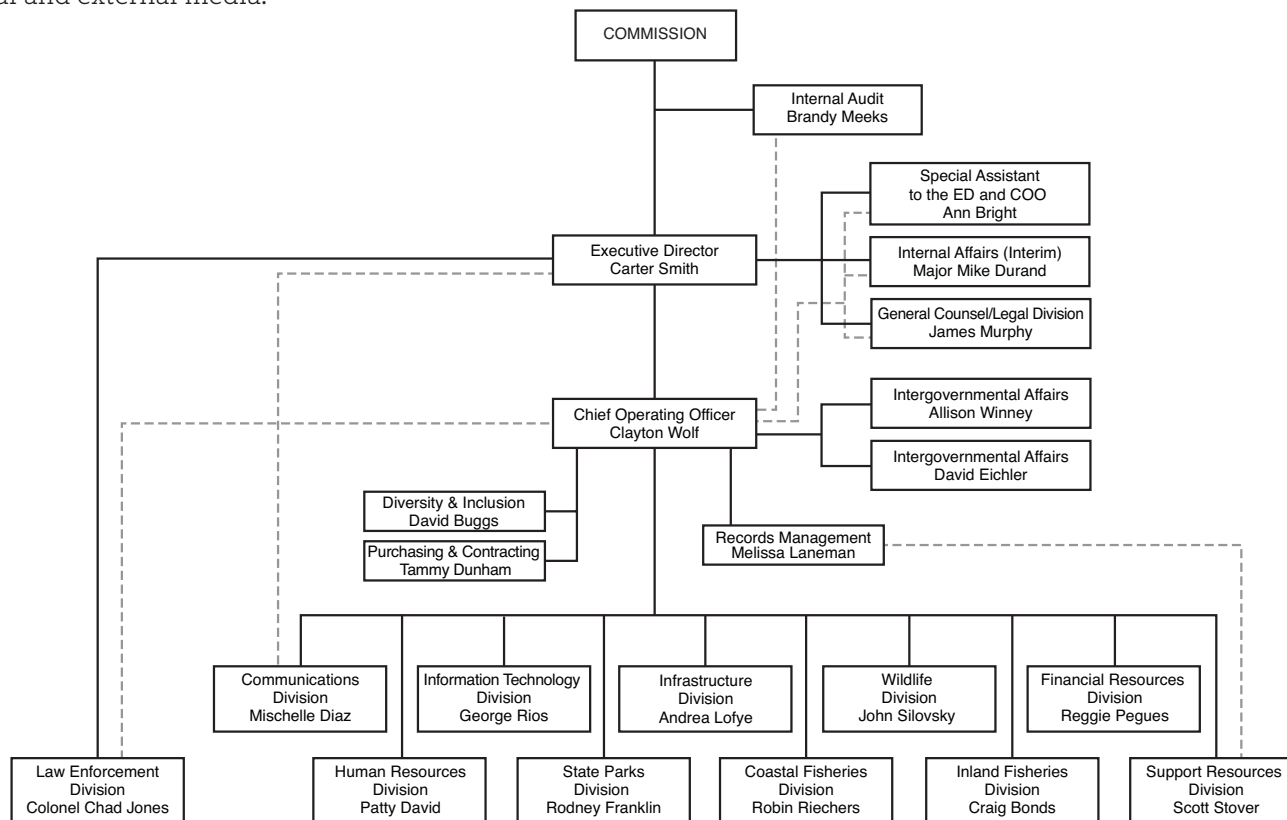 and external media.
COMMISSION
Internal Audit
Brandy Meeks
Special Assistant
to the ED and COO
Ann Bright
Executive Director
Carter Smith
Internal Affairs (Interim)
Major Mike Durand
General Counsel/Legal Division
James Murphy
Chief Operating Officer
Clayton Wolf
Intergovernmental Affairs
Allison Winney
Intergovernmental Affairs
David Eichler
Diversity & Inclusion
David Buggs
Purchasing & Contracting
Tammy Dunham
Records Management
Melissa Laneman
Communications
Division
Mischelle Diaz
Information Technology
Division
George Rios
Infrastructure
Division
Andrea Lofye
Wildlife
Division
John Silovsky
Financial Resources
Division
Reggie Pegues
Law Enforcement
Division
Colonel Chad Jones
Human Resources
Division
Patty David
State Parks
Division
Rodney Franklin
Coastal Fisheries
Division
Robin Riechers
Inland Fisheries
Division
Craig Bonds
Support Resources
Division
Scott Stover